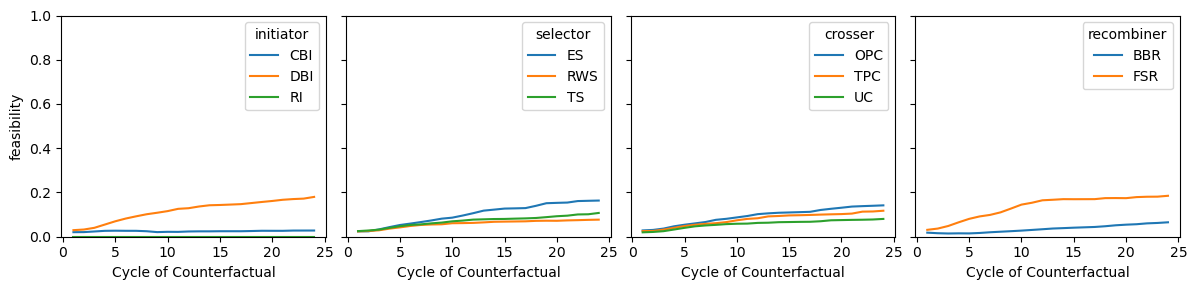 feasibility
1.0
0.8
0.6
0.4
0.2
0.0
initiator
CBI
DBI
RI
0 5 10 15 20 25
Cycle of Counterfactual
selector
ES
RWS
TS
0 5 10 15 20 25
Cycle of Counterfactual
crosser
OPC
TPC
UC
0 5 10 15 20 25
Cycle of Counterfactual
recombiner
BBR
FSR
0 5 10 15 20 25
Cycle of Counterfactual